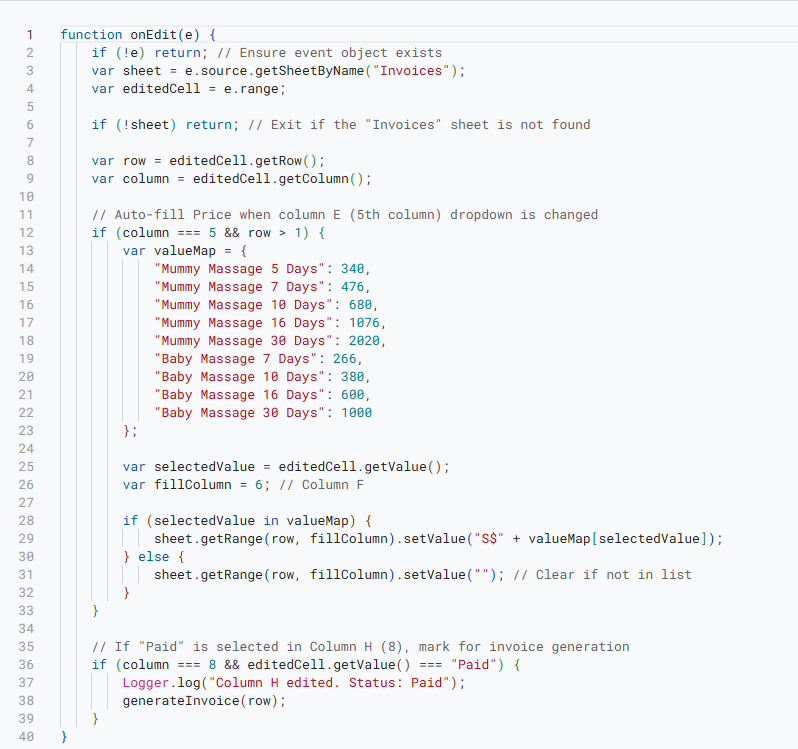 1 function onEdit(e) {
2 if (!e) return; // Ensure event object exists
3 var sheet = e.source.getSheetByName("Invoices");
4 var editedCell = e.range;
5
6 if (!sheet) return; // Exit if the "Invoices" sheet is not found
7
8 var row = editedCell.getRow();
9 var column = editedCell.getColumn();
10
11 // Auto-fill Price when column E (5th column) dropdown is changed
12 if (column === 5 && row > 1) {
13 var valueMap = {
14 "Mummy Massage 5 Days": 340,
15 "Mummy Massage 7 Days": 476,
16 "Mummy Massage 10 Days": 680,
17 "Mummy Massage 16 Days": 1076,
18 "Mummy Massage 30 Days": 2020,
19 "Baby Massage 7 Days": 266,
20 "Baby Massage 10 Days": 380,
21 "Baby Massage 16 Days": 600,
22 "Baby Massage 30 Days": 1000
23 };
24
25 var selectedValue = editedCell.getValue();
26 var fillColumn = 6; // Column F
27
28 if (selectedValue in valueMap) {
29 sheet.getRange(row, fillColumn).setValue("S$" + valueMap[selectedValue]);
30 } else {
31 sheet.getRange(row, fillColumn).setValue(""); // Clear if not in list
32 }
33 }
34
35 // If "Paid" is selected in Column H (8), mark for invoice generation
36 if (column === 8 && editedCell.getValue() === "Paid") {
37 Logger.log("Column H edited. Status: Paid");
38 generateInvoice(row);
39 }
40 }